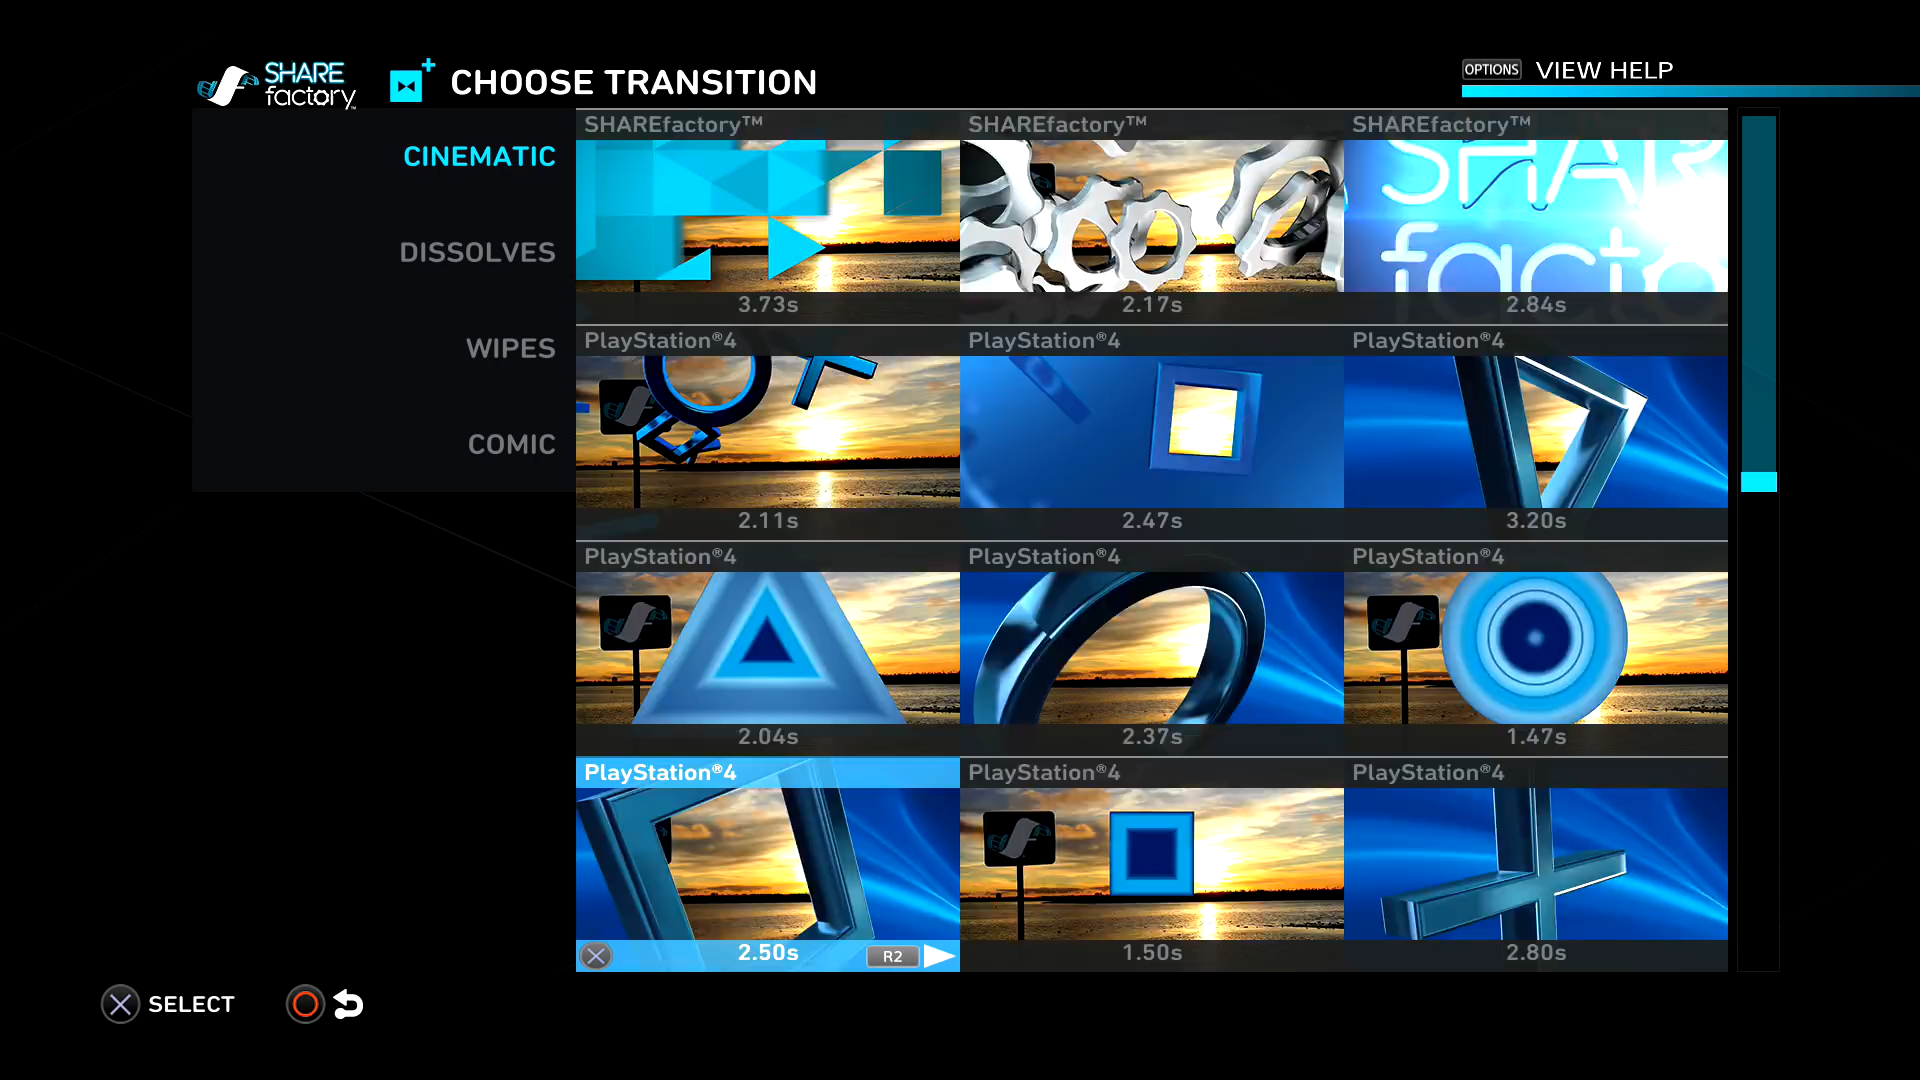 SHARE
factory™
CHOOSE TRANSITION
OPTIONS VIEW HELP
CINEMATIC
DISSOLVES
WIPES
COMIC
SHAREfactory™
SHAREfactory™
SHAREfactory™
SHAR
facto
3.73s
2.17s
2.84s
PlayStation®4
PlayStation®4
PlayStation®4
2.11s
2.47s
3.20s
PlayStation®4
PlayStation®4
PlayStation®4
2.04s
2.37s
1.47s
PlayStation®4
PlayStation®4
PlayStation®4
2.50s
R2
1.50s
2.80s
SELECT